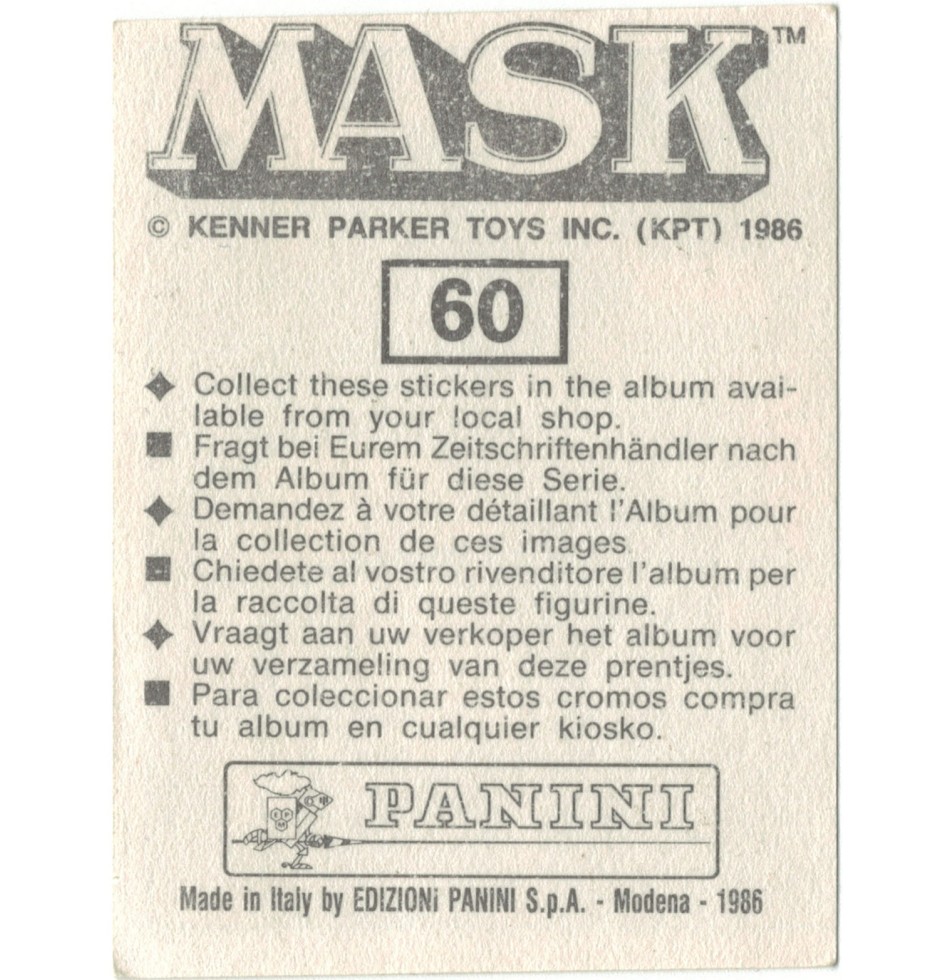 MASK™
© KENNER PARKER TOYS INC. (KPT) 1986
60
◆ Collect these stickers in the album avai-
lable from your local shop.
■ Fragt bei Eurem Zeitschriftenhändler nach
dem Album für diese Serie.
◆ Demandez à votre détaillant l'Album pour
la collection de ces images.
■ Chiedete al vostro rivenditore l'album per
la raccolta di queste figurine.
◆ Vraagt aan uw verkoper het album voor
uw verzameling van deze prentjes.
■ Para coleccionar estos cromos compra
tu album en cualquier kiosko.
PANINI
Made in Italy by EDIZIONi PANINI S.p.A. - Modena - 1986